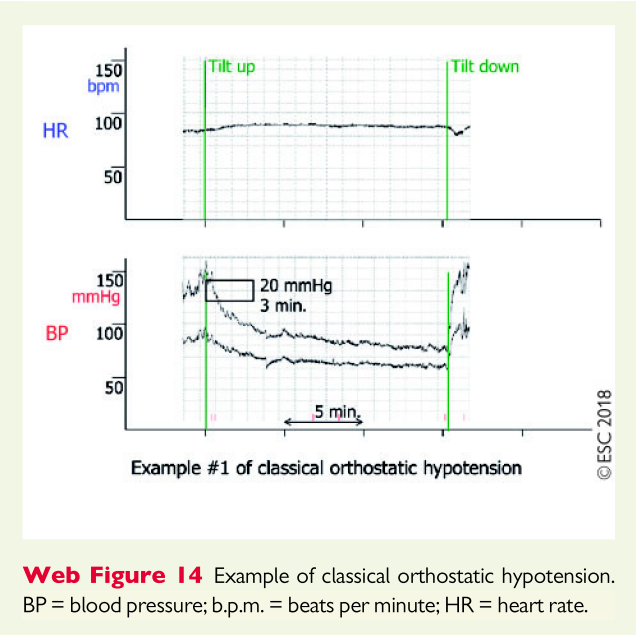 150
Tilt up
Tilt down
bpm
HR
100
50
150
20 mmHg
mmHg
3 min.
BP
100
50
5 min.
© ESC 2018
Example #1 of classical orthostatic hypotension
Web Figure 14 Example of classical orthostatic hypotension.
BP = blood pressure; b.p.m. = beats per minute; HR = heart rate.